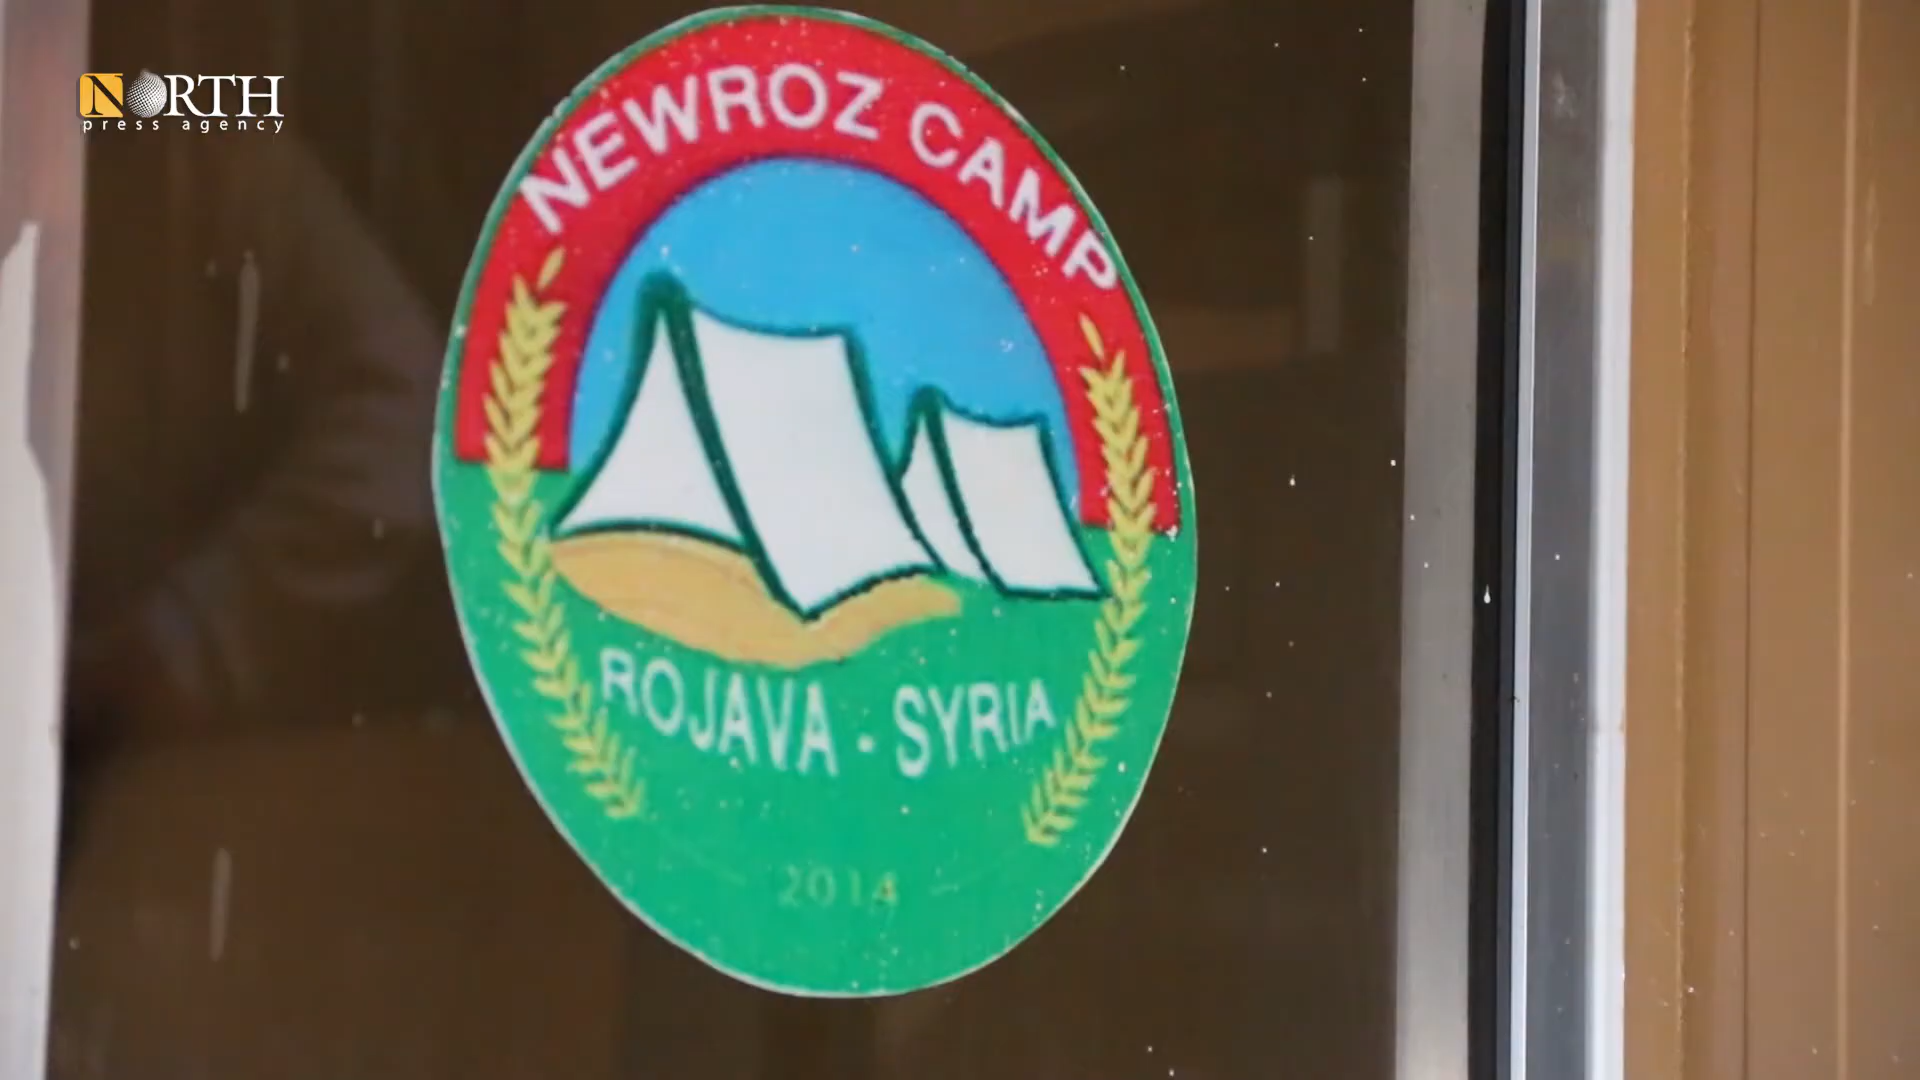 NORTH
press agency
NEWROZ CAMP
ROJAVA - SYRIA
2014